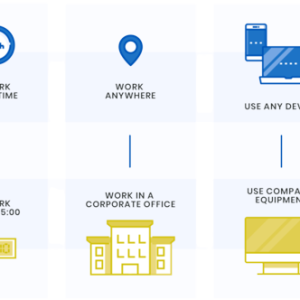 RK
TIME
WORK
ANYWHERE
USE ANY DEV
RK
5:00
WORK IN A
CORPORATE OFFICE
USE COMPA
EQUIPMEN